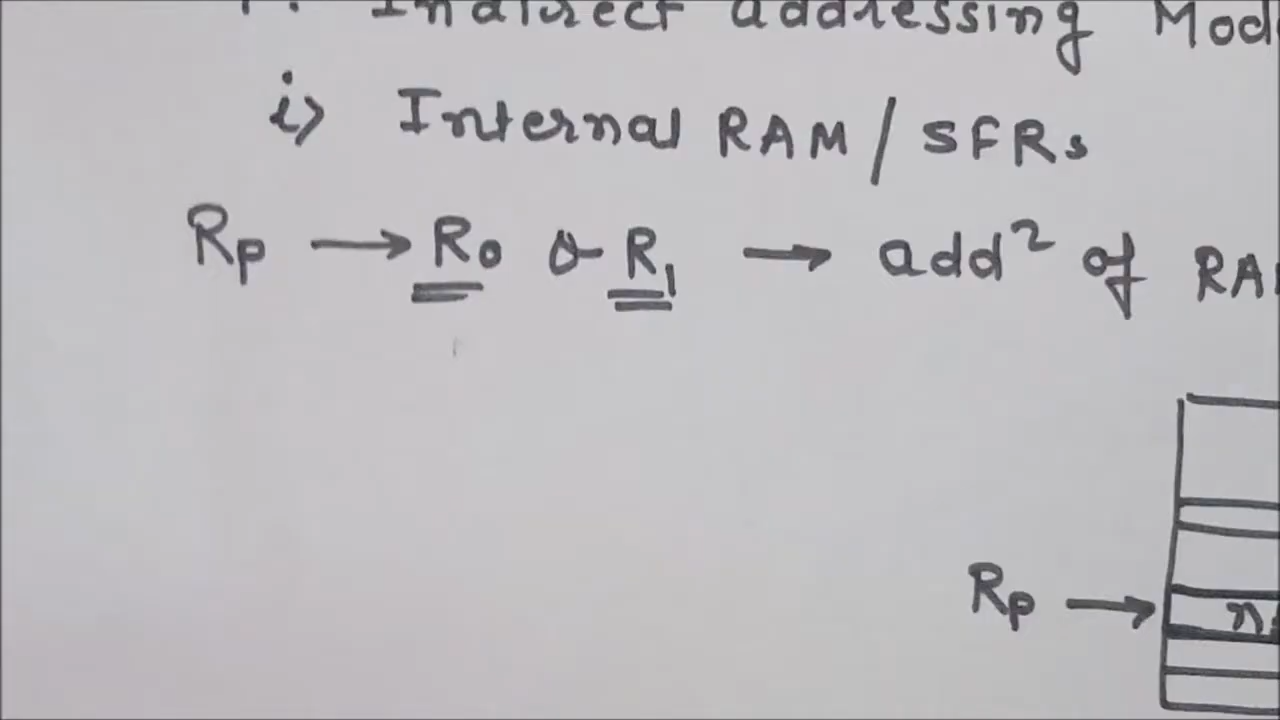 Indirect addressing Mod
i) Internal RAM / SFRs
Rp → R0 or R1 → add² of RA
Rp →
n